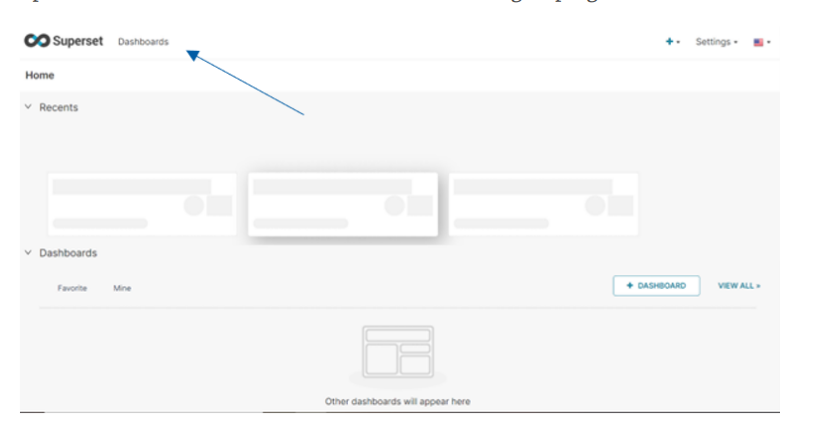 Superset Dashboards
+ Settings
Home
Recents
Dashboards
Favorite Mine
+ DASHBOARD VIEW ALL »
Other dashboards will appear here